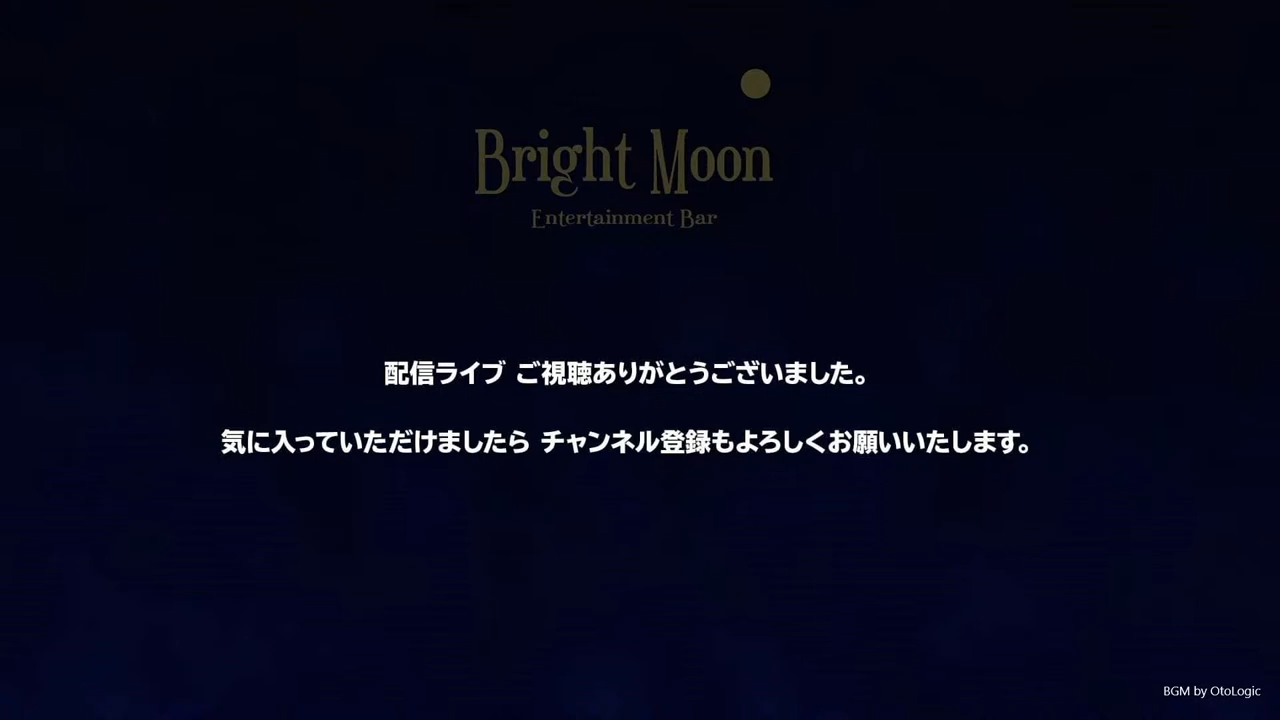 Bright Moon
Entertainment Bar
配信ライブ ご視聴ありがとうございました。
気に入っていただけましたら チャンネル登録もよろしくお願いいたします。
BGM by OtoLogic